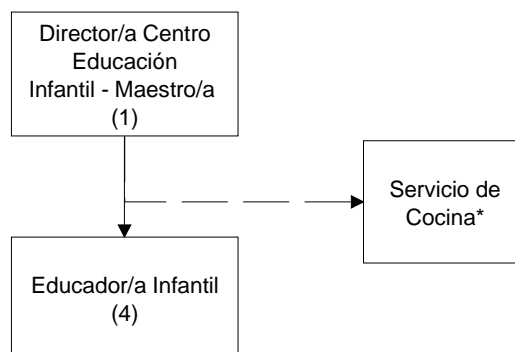 Director/a Centro
Educación
Infantil - Maestro/a
(1)
Servicio de
Cocina*
Educador/a Infantil
(4)